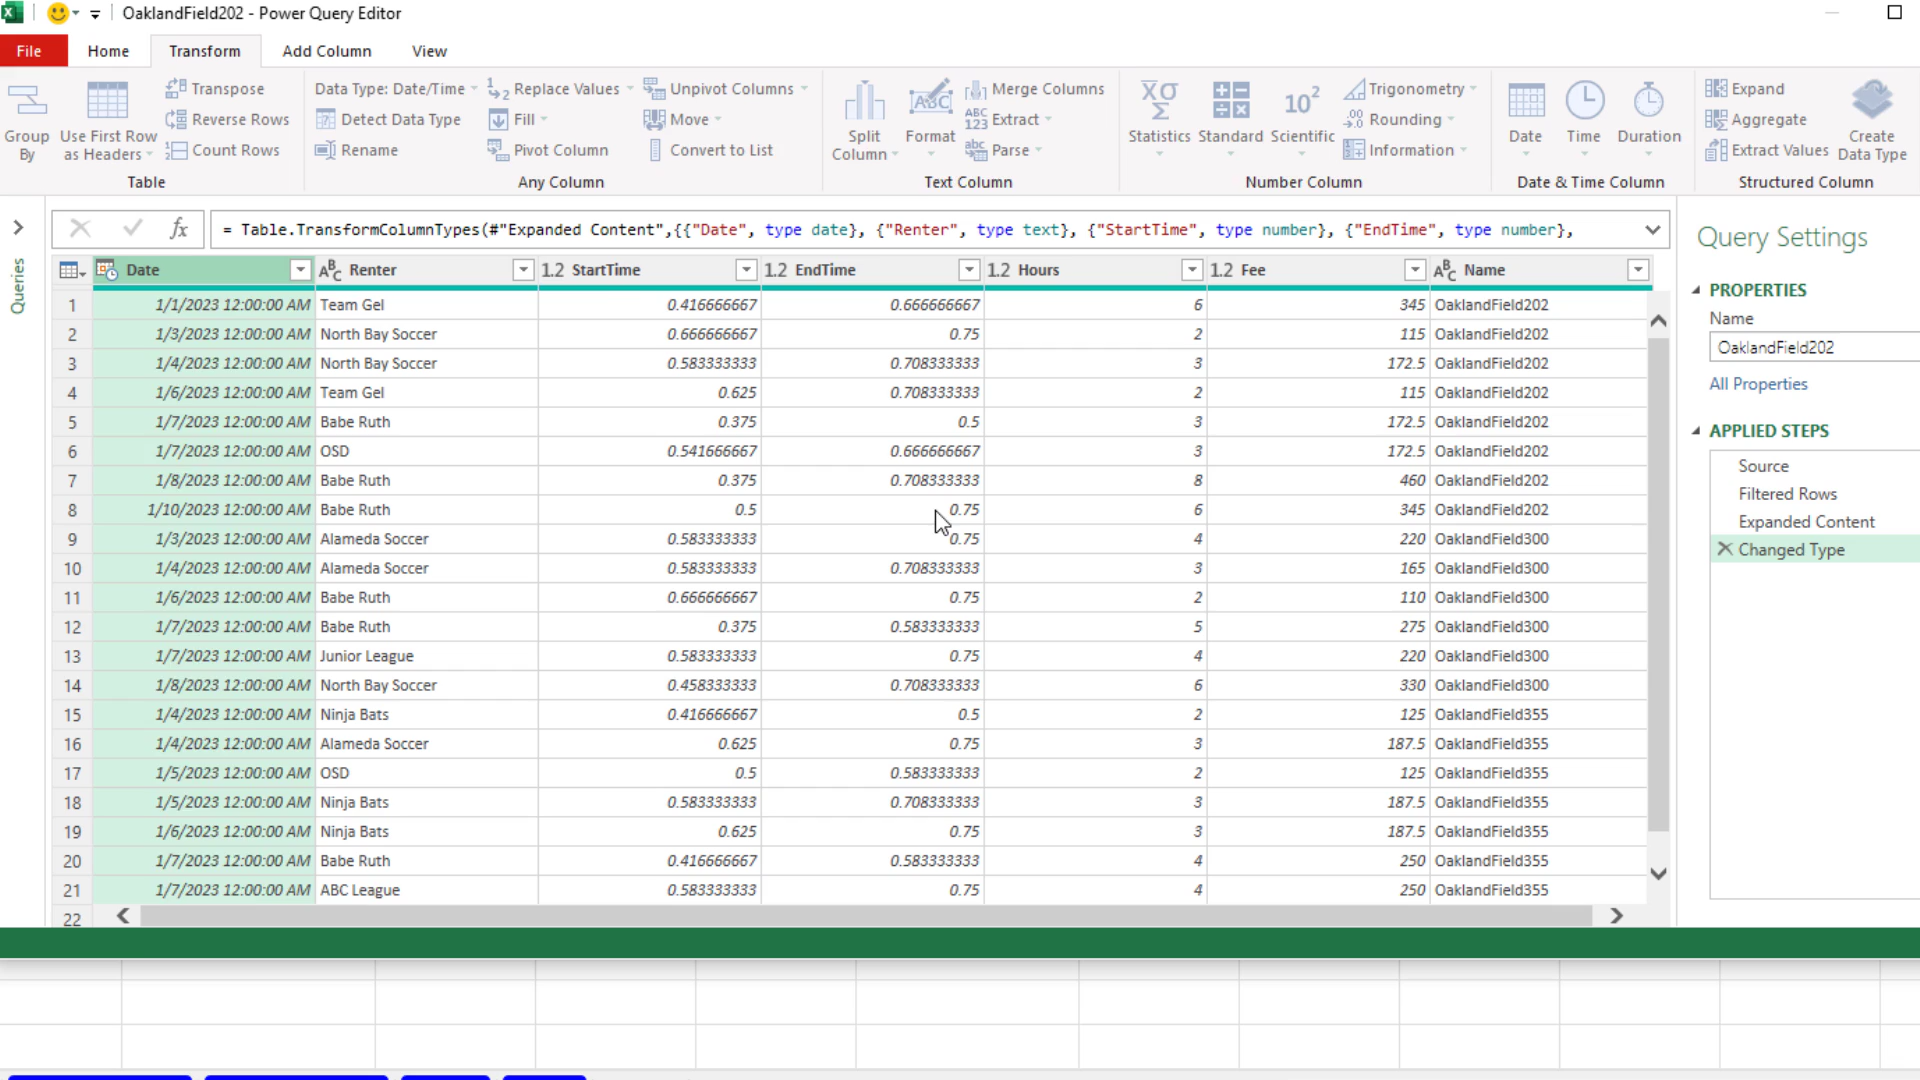 OaklandField202 - Power Query Editor
File Home Transform Add Column View
Group By
Use First Row as Headers
Transpose
Reverse Rows
Count Rows
Table
Data Type: Date/Time
Detect Data Type
Rename
Replace Values
Fill
Pivot Column
Unpivot Columns
Move
Convert to List
Any Column
Split Column
Format
Merge Columns
Extract
Parse
Text Column
Statistics
Standard
Scientific
Trigonometry
Rounding
Information
Number Column
Date
Time
Duration
Date & Time Column
Expand
Aggregate
Extract Values
Create Data Type
Structured Column
Queries
fx = Table.TransformColumnTypes(#"Expanded Content",{{"Date", type date}, {"Renter", type text}, {"StartTime", type number}, {"EndTime", type number},
Date ABC Renter 1.2 StartTime 1.2 EndTime 1.2 Hours 1.2 Fee ABC Name
1 1/1/2023 12:00:00 AM Team Gel 0.416666667 0.666666667 6 345 OaklandField202
2 1/3/2023 12:00:00 AM North Bay Soccer 0.666666667 0.75 2 115 OaklandField202
3 1/4/2023 12:00:00 AM North Bay Soccer 0.583333333 0.708333333 3 172.5 OaklandField202
4 1/6/2023 12:00:00 AM Team Gel 0.625 0.708333333 2 115 OaklandField202
5 1/7/2023 12:00:00 AM Babe Ruth 0.375 0.5 3 172.5 OaklandField202
6 1/7/2023 12:00:00 AM OSD 0.541666667 0.666666667 3 172.5 OaklandField202
7 1/8/2023 12:00:00 AM Babe Ruth 0.375 0.708333333 8 460 OaklandField202
8 1/10/2023 12:00:00 AM Babe Ruth 0.5 0.75 6 345 OaklandField202
9 1/3/2023 12:00:00 AM Alameda Soccer 0.583333333 0.75 4 220 OaklandField300
10 1/4/2023 12:00:00 AM Alameda Soccer 0.583333333 0.708333333 3 165 OaklandField300
11 1/6/2023 12:00:00 AM Babe Ruth 0.666666667 0.75 2 110 OaklandField300
12 1/7/2023 12:00:00 AM Babe Ruth 0.375 0.583333333 5 275 OaklandField300
13 1/7/2023 12:00:00 AM Junior League 0.583333333 0.75 4 220 OaklandField300
14 1/8/2023 12:00:00 AM North Bay Soccer 0.458333333 0.708333333 6 330 OaklandField300
15 1/4/2023 12:00:00 AM Ninja Bats 0.416666667 0.5 2 125 OaklandField355
16 1/4/2023 12:00:00 AM Alameda Soccer 0.625 0.75 3 187.5 OaklandField355
17 1/5/2023 12:00:00 AM OSD 0.5 0.583333333 2 125 OaklandField355
18 1/5/2023 12:00:00 AM Ninja Bats 0.583333333 0.708333333 3 187.5 OaklandField355
19 1/6/2023 12:00:00 AM Ninja Bats 0.625 0.75 3 187.5 OaklandField355
20 1/7/2023 12:00:00 AM Babe Ruth 0.416666667 0.583333333 4 250 OaklandField355
21 1/7/2023 12:00:00 AM ABC League 0.583333333 0.75 4 250 OaklandField355
22
Query Settings
PROPERTIES
Name
OaklandField202
All Properties
APPLIED STEPS
Source
Filtered Rows
Expanded Content
Changed Type